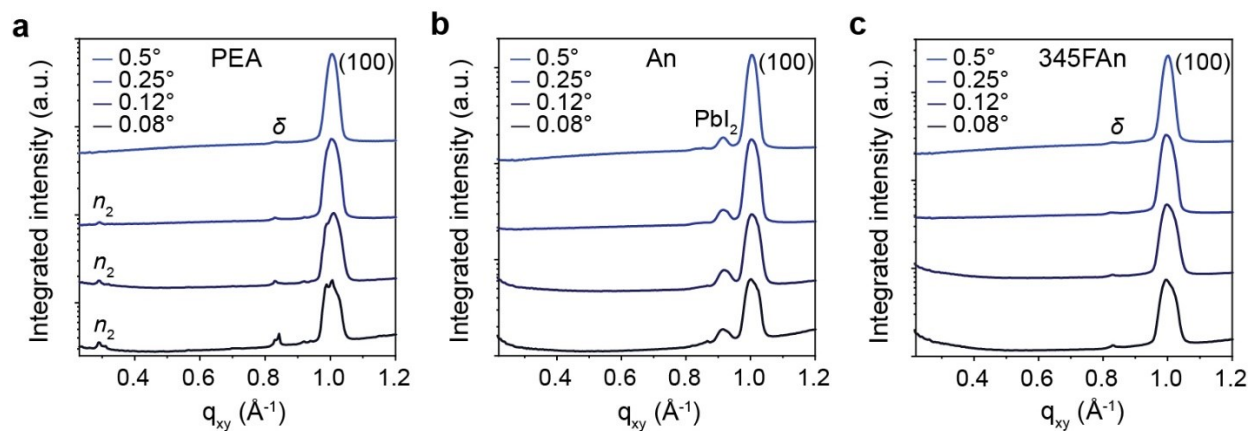 a
PEA
0.5°
0.25°
0.12°
0.08°
(100)
δ
n₂
n₂
n₂
Integrated intensity (a.u.)
0.4 0.6 0.8 1.0 1.2
q_xy (Å⁻¹)
b
An
0.5°
0.25°
0.12°
0.08°
(100)
PbI₂
Integrated intensity (a.u.)
0.4 0.6 0.8 1.0 1.2
q_xy (Å⁻¹)
c
345FAn
0.5°
0.25°
0.12°
0.08°
(100)
δ
Integrated intensity (a.u.)
0.4 0.6 0.8 1.0 1.2
q_xy (Å⁻¹)